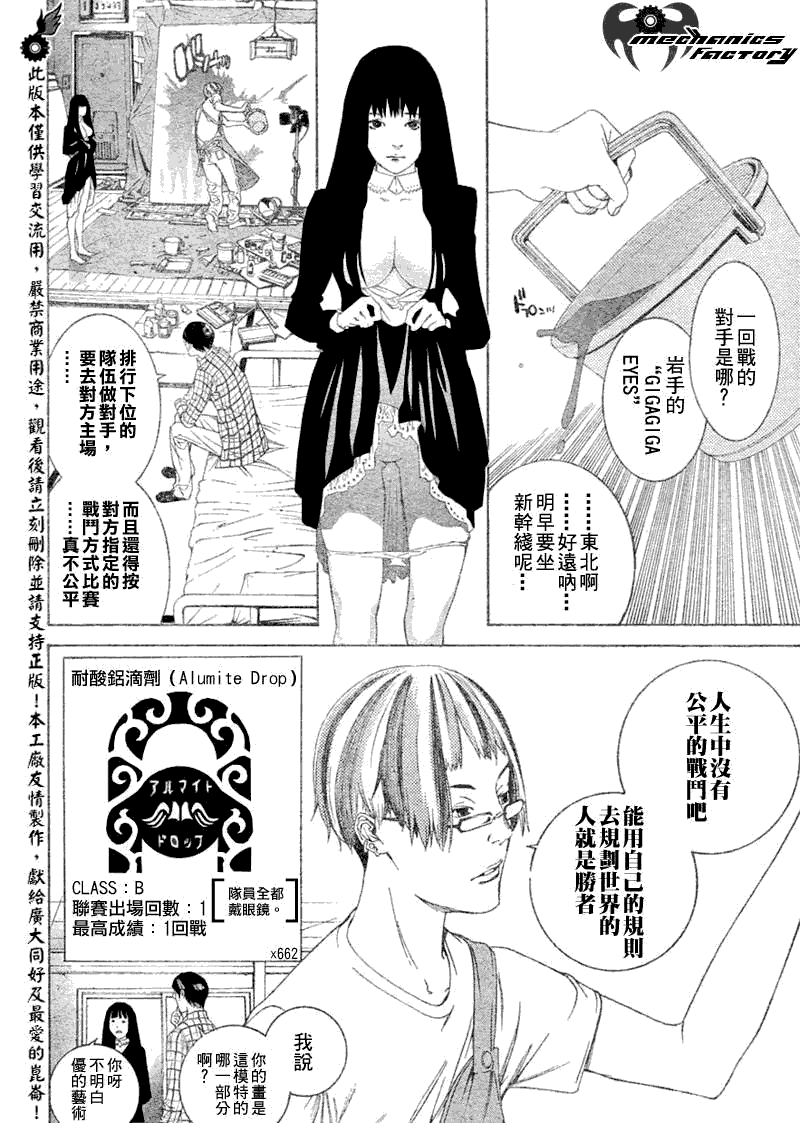 mechanics
factory
此版本僅供學習交流用，嚴禁商業用途，觀看後請立刻刪除並請支持正版！本工廠友情製作，獻給廣大同好及最愛的崑崙！
一回戰的
對手是哪？
岩手的
“GIGAGIGA
EYES”
……東北啊
……好遠吶…
明早要坐
新幹綫呢…
ドプロン
排行下位的
隊伍做對手，
要去對方主場
……
而且還得按
對方指定的
戰鬥方式比賽
……真不公平
人生中沒有
公平的戰鬥吧
能用自己的規則
去規劃世界的
人就是勝者
耐酸鋁滴劑（Alumite Drop）
アルマイト
ドロップ
CLASS：B
聯賽出場回數：1
最高成績：1回戰
隊員全都
戴眼鏡。
x662
我說
你的畫是
這模特的
哪一部分
啊？
你呀
不明白
優的藝術